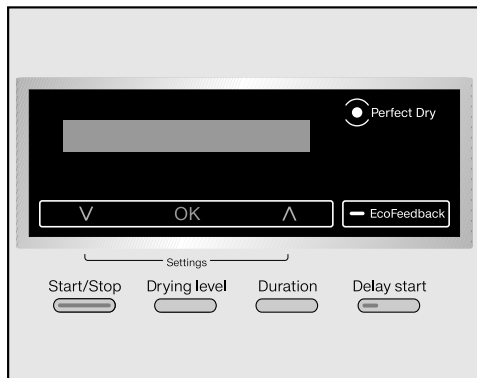 Perfect Dry
OK
EcoFeedback
Settings
Start/Stop Drying level Duration Delay start